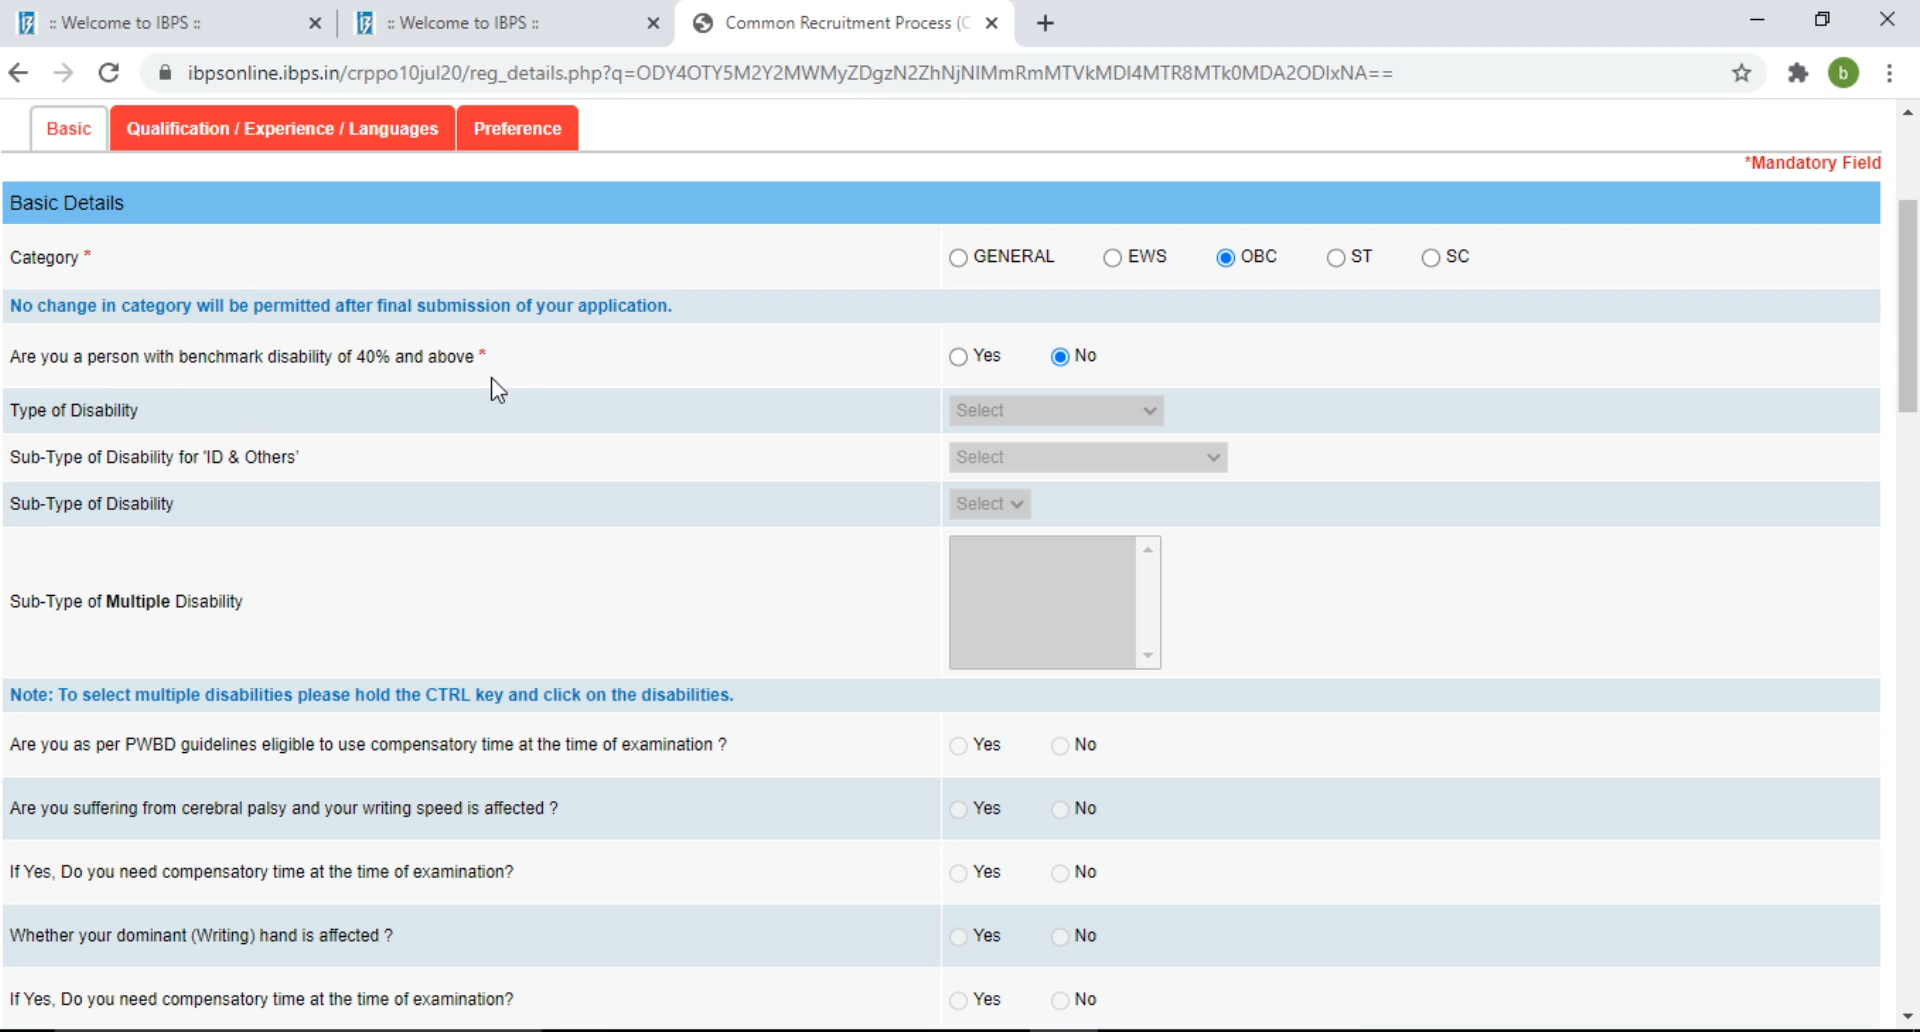 :: Welcome to IBPS ::
:: Welcome to IBPS ::
Common Recruitment Process (C
ibpsonline.ibps.in/crppo10jul20/reg_details.php?q=ODY4OTY5M2Y2MWMyZDgzN2ZhNjNlMmRmMTVkMDI4MTR8MTk0MDA2ODIxNA==
b
Basic
Qualification / Experience / Languages
Preference
*Mandatory Field
Basic Details
Category * GENERAL EWS OBC ST SC
No change in category will be permitted after final submission of your application.
Are you a person with benchmark disability of 40% and above * Yes No
Type of Disability Select
Sub-Type of Disability for 'ID & Others' Select
Sub-Type of Disability Select
Sub-Type of Multiple Disability
Note: To select multiple disabilities please hold the CTRL key and click on the disabilities.
Are you as per PWBD guidelines eligible to use compensatory time at the time of examination ? Yes No
Are you suffering from cerebral palsy and your writing speed is affected ? Yes No
If Yes, Do you need compensatory time at the time of examination? Yes No
Whether your dominant (Writing) hand is affected ? Yes No
If Yes, Do you need compensatory time at the time of examination? Yes No